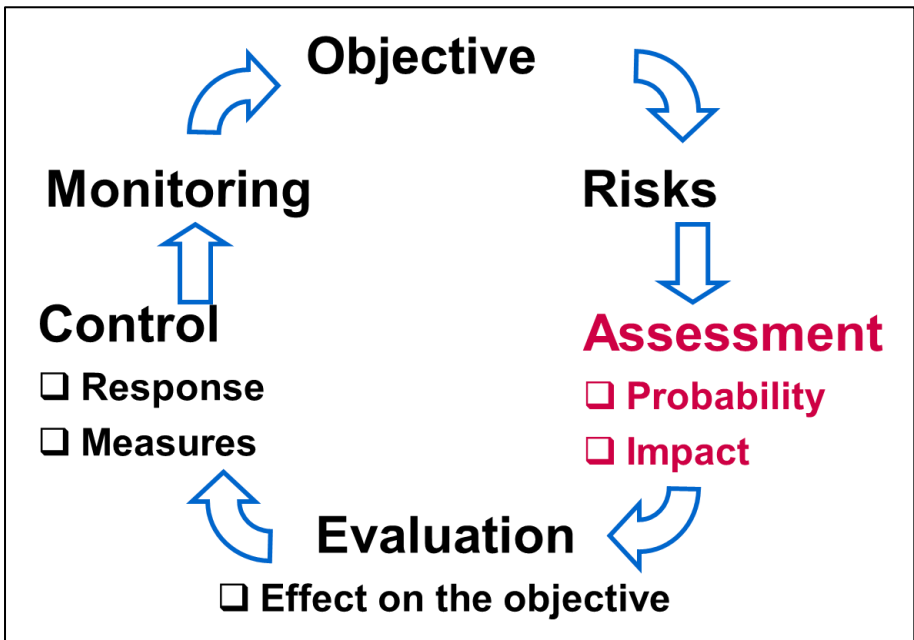 Objective
Risks
Assessment
❑ Probability
❑ Impact
Evaluation
❑ Effect on the objective
Control
❑ Response
❑ Measures
Monitoring